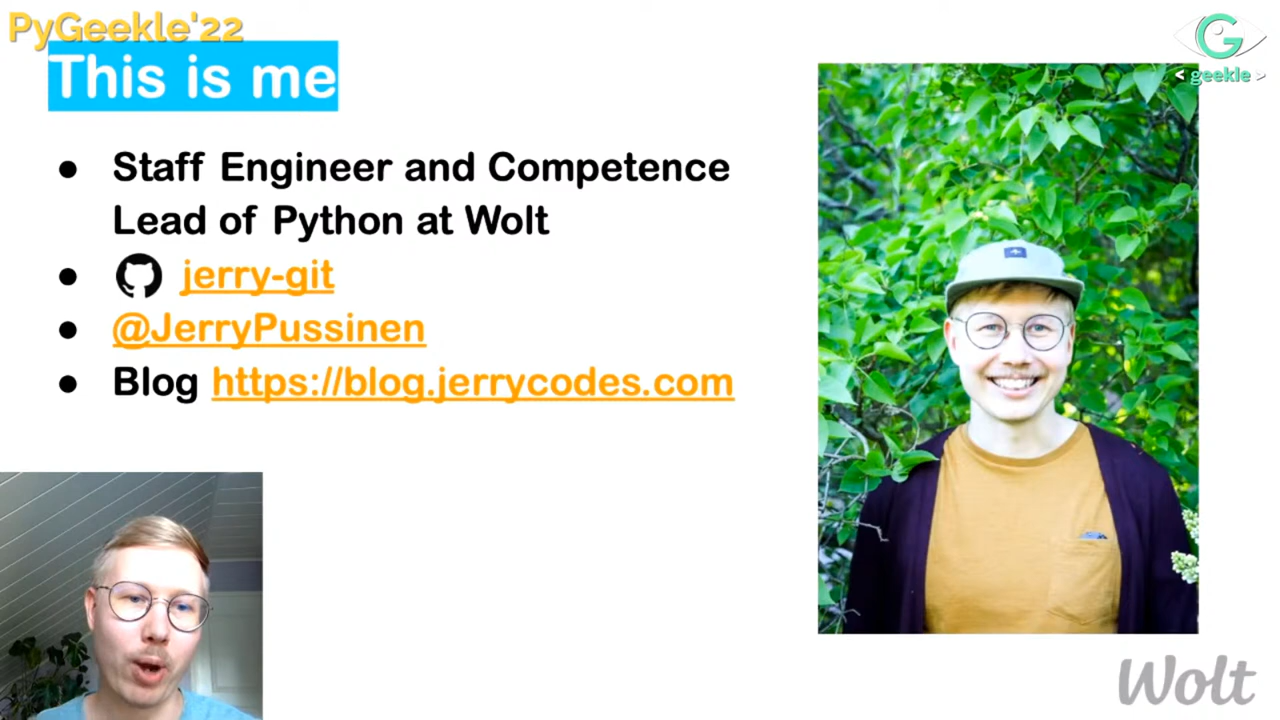 PyGeekle'22
This is me
< geekle >
Staff Engineer and Competence
Lead of Python at Wolt
jerry-git
@JerryPussinen
Blog https://blog.jerrycodes.com
Wolt